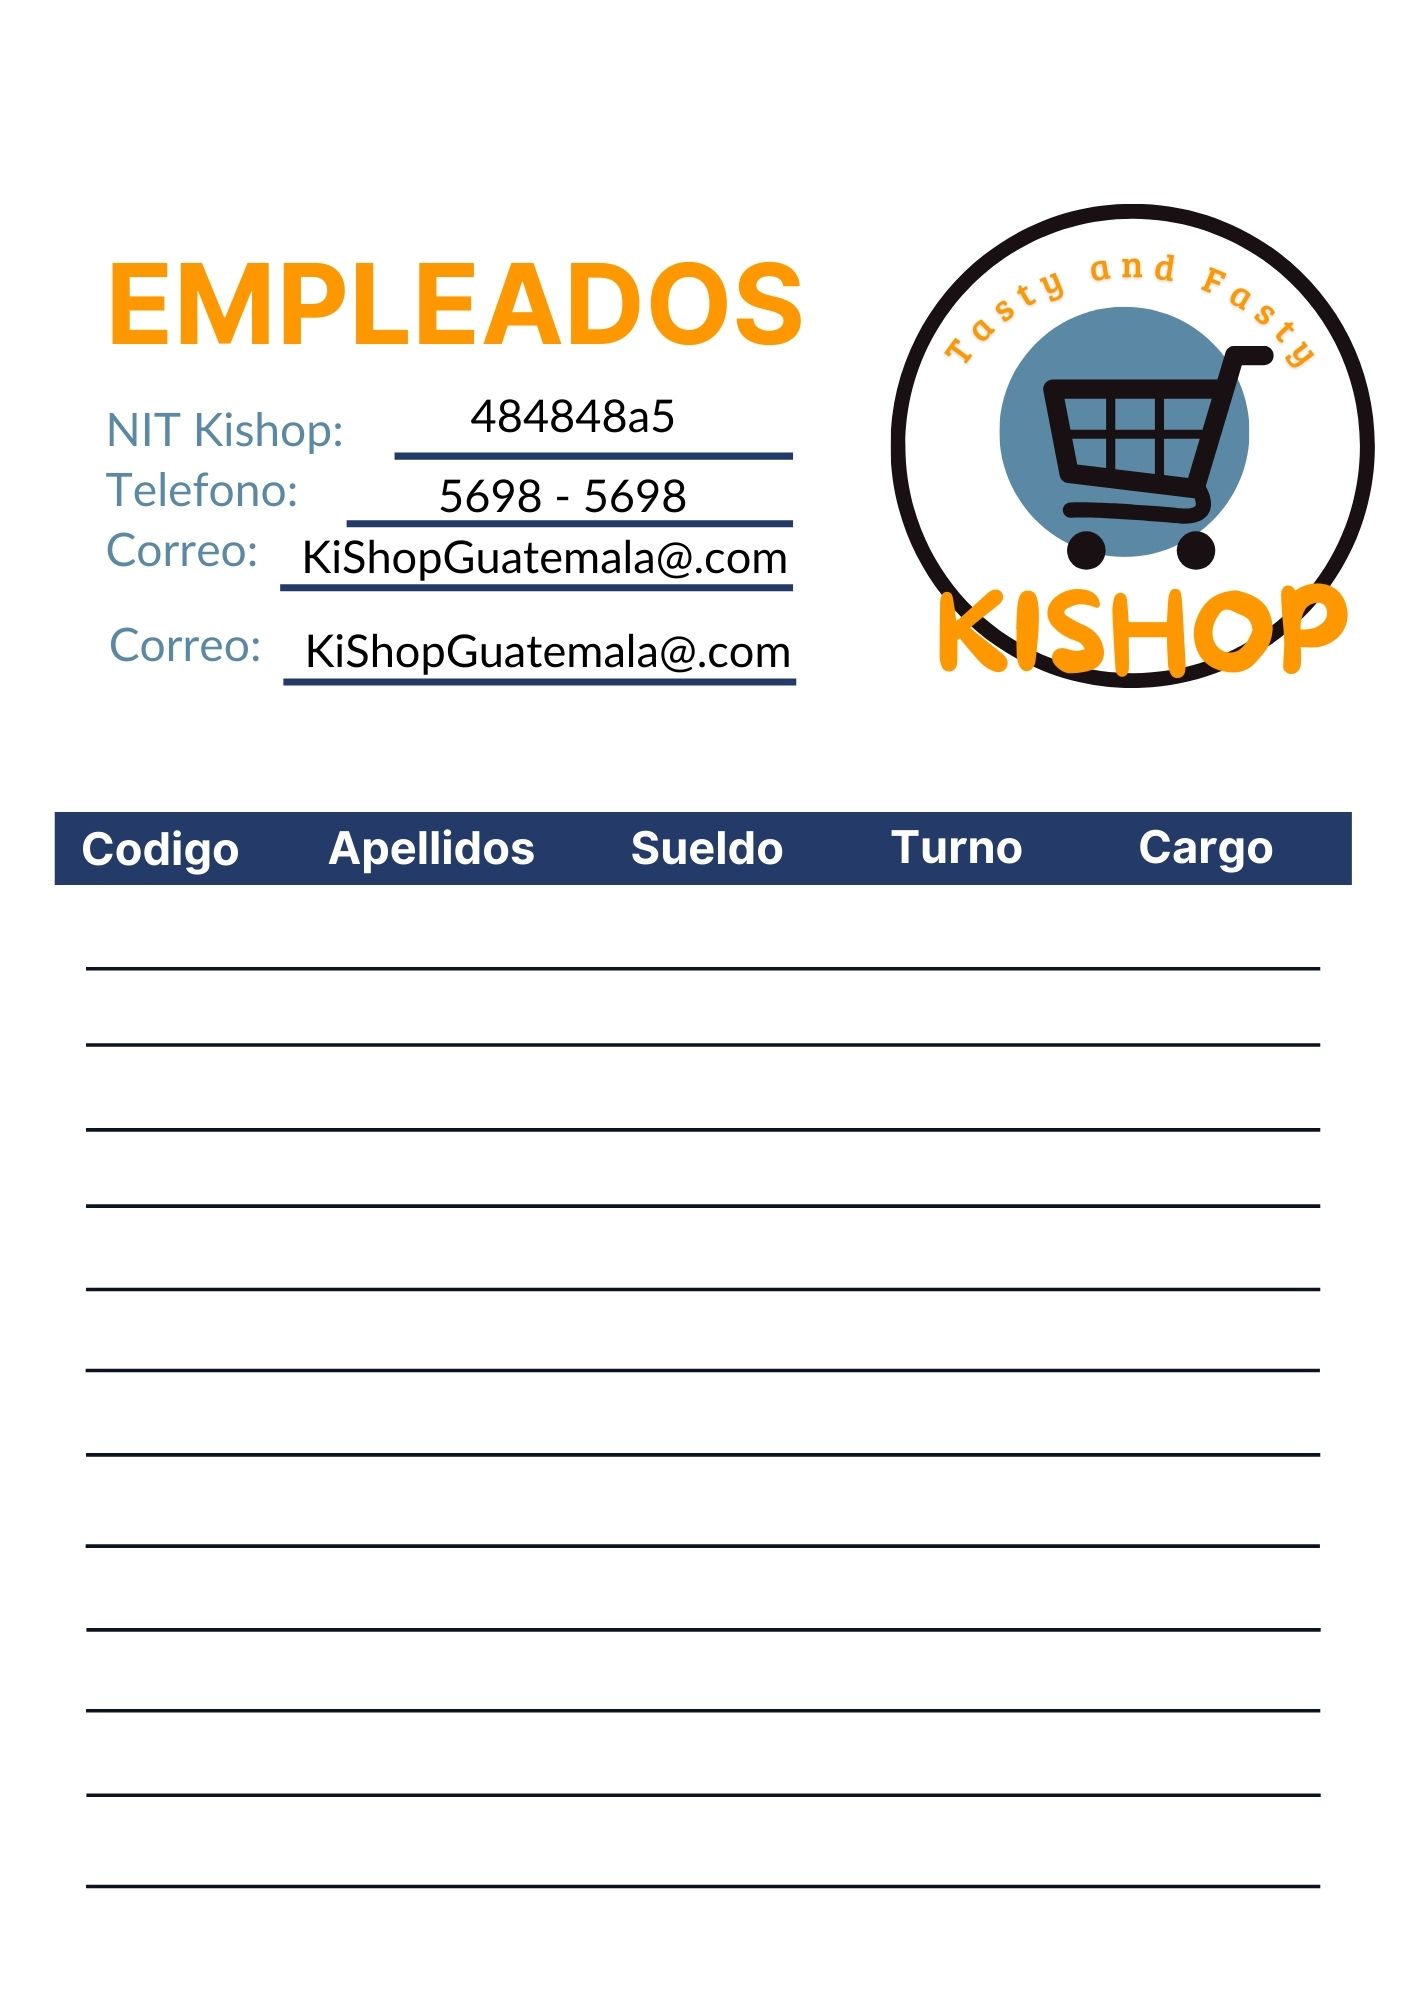 EMPLEADOS
Tasty and Fasty
KISHOP
NIT Kishop: 484848a5
Telefono: 5698 - 5698
Correo: KiShopGuatemala@.com
Correo: KiShopGuatemala@.com
Codigo Apellidos Sueldo Turno Cargo